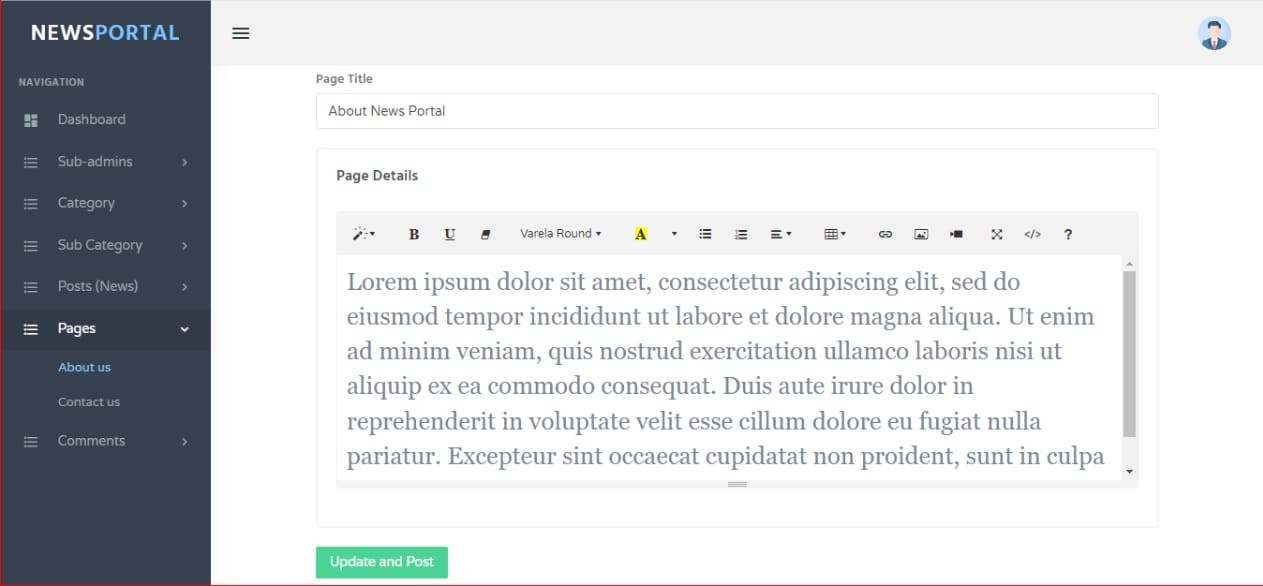 NEWSPORTAL
NAVIGATION
Dashboard
Sub-admins
Category
Sub Category
Posts (News)
Pages
About us
Contact us
Comments
Page Title
About News Portal
Page Details
B U Varela Round A </> ?
Lorem ipsum dolor sit amet, consectetur adipiscing elit, sed do
eiusmod tempor incididunt ut labore et dolore magna aliqua. Ut enim
ad minim veniam, quis nostrud exercitation ullamco laboris nisi ut
aliquip ex ea commodo consequat. Duis aute irure dolor in
reprehenderit in voluptate velit esse cillum dolore eu fugiat nulla
pariatur. Excepteur sint occaecat cupidatat non proident, sunt in culpa
Update and Post